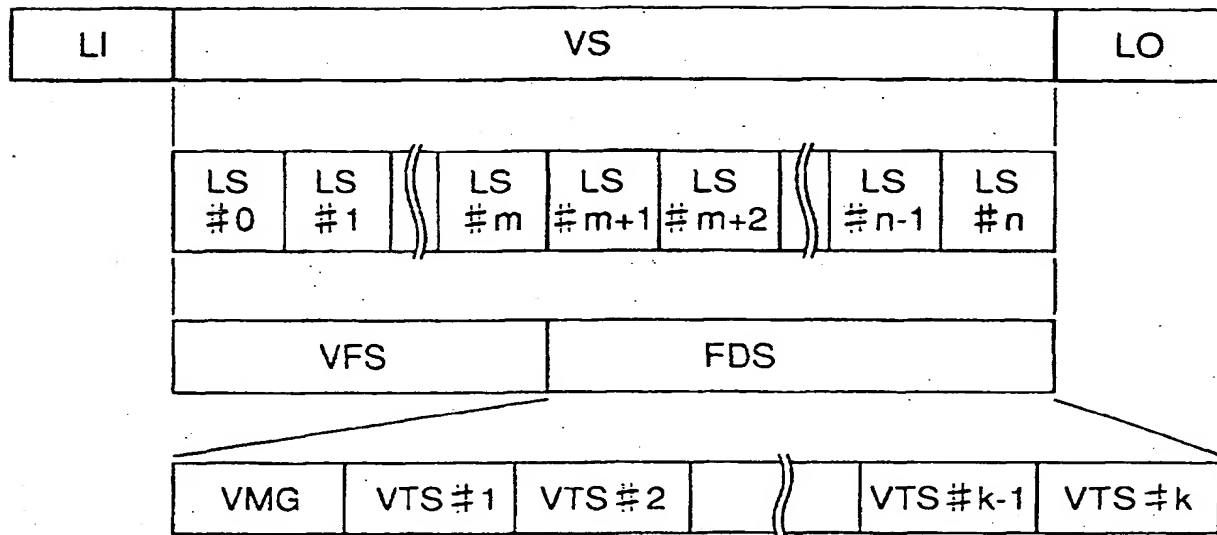 LI VS LO
LS LS LS LS LS LS LS
#0 #1 #m #m+1 #m+2 #n-1 #n
VFS FDS
VMG VTS#1 VTS#2 VTS#k-1 VTS#k